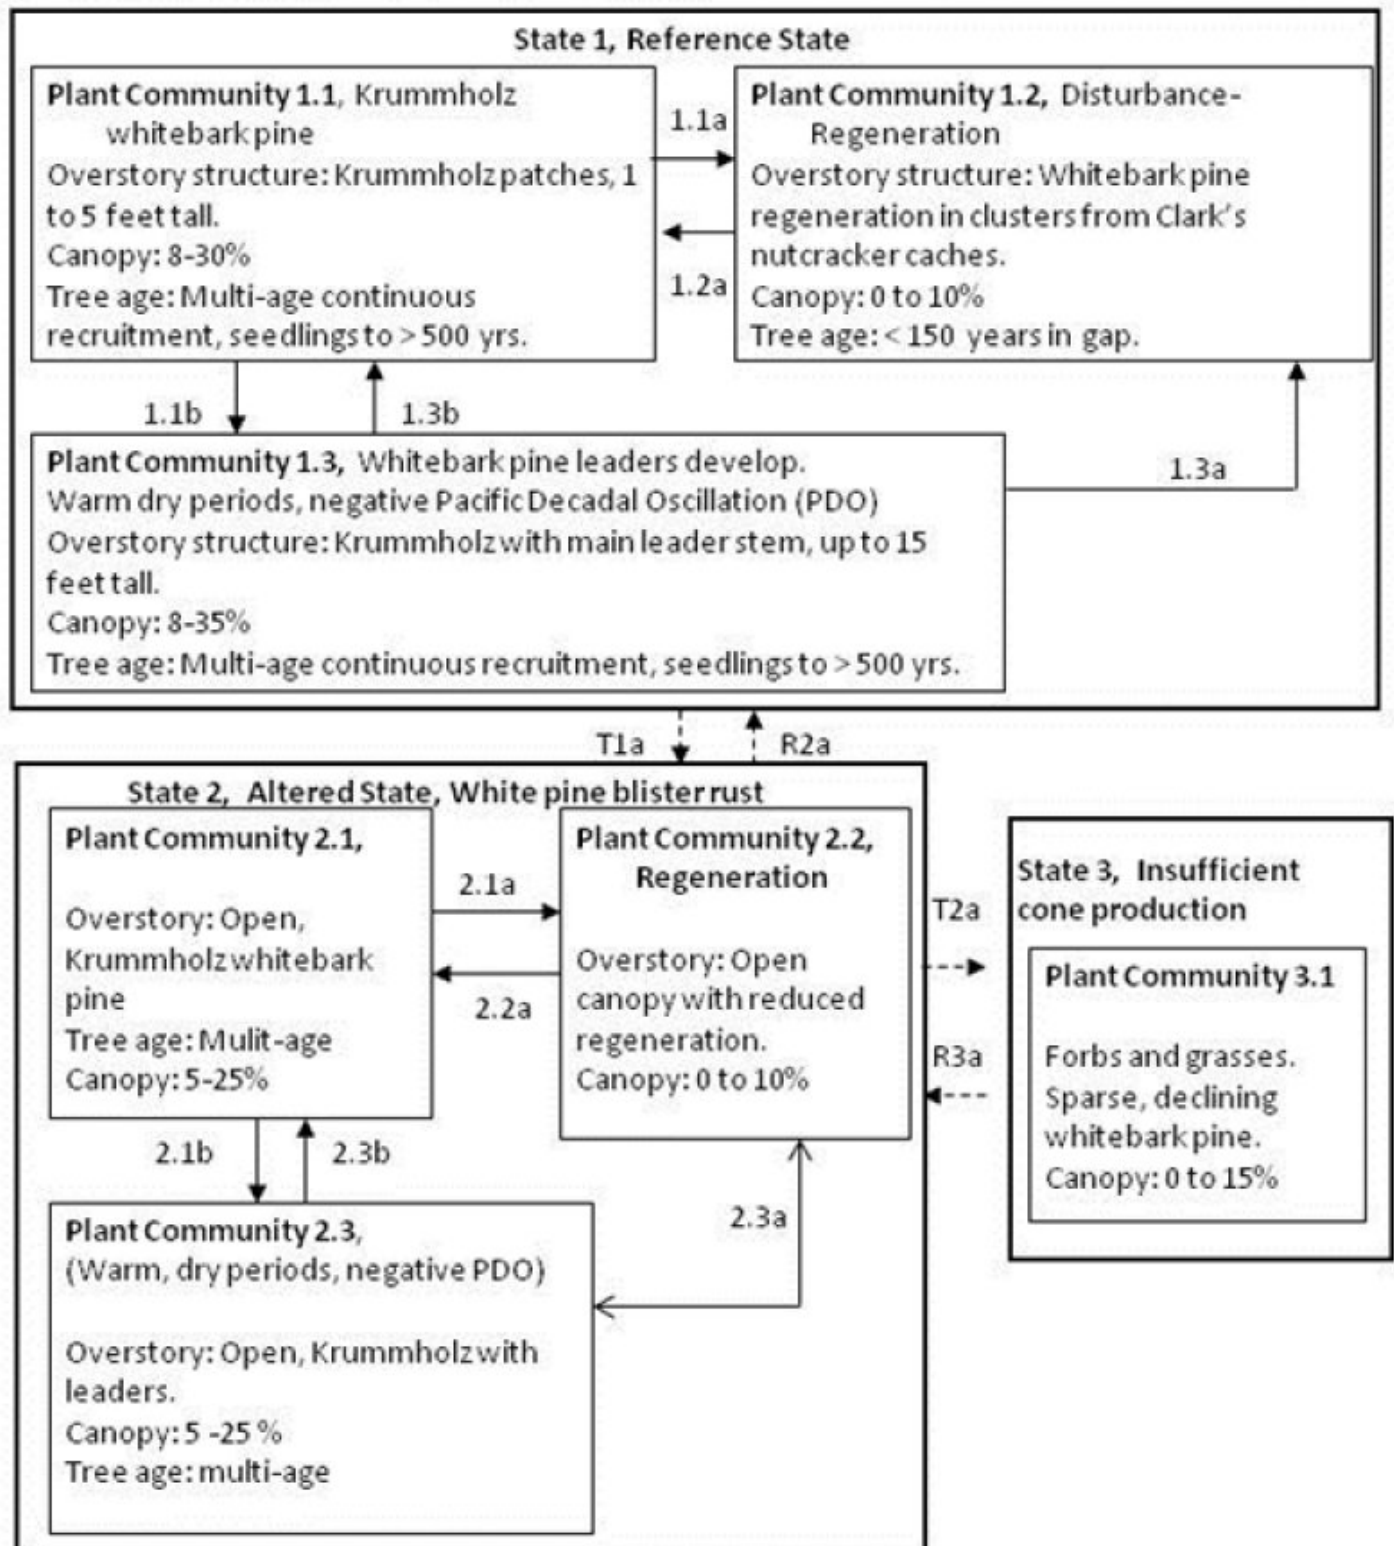 State 1, Reference State
Plant Community 1.1, Krummholz
whitebark pine
Overstory structure: Krummholz patches, 1
to 5 feet tall.
Canopy: 8-30%
Tree age: Multi-age continuous
recruitment, seedlings to > 500 yrs.
1.1a
1.2a
Plant Community 1.2, Disturbance-
Regeneration
Overstory structure: Whitebark pine
regeneration in clusters from Clark's
nutcracker caches.
Canopy: 0 to 10%
Tree age: < 150 years in gap.
1.1b
1.3b
1.3a
Plant Community 1.3, Whitebark pine leaders develop.
Warm dry periods, negative Pacific Decadal Oscillation (PDO)
Overstory structure: Krummholz with main leader stem, up to 15
feet tall.
Canopy: 8-35%
Tree age: Multi-age continuous recruitment, seedlings to > 500 yrs.
T1a
R2a
State 2, Altered State, White pine blister rust
Plant Community 2.1,
Overstory: Open,
Krummholz whitebark
pine
Tree age: Mulit-age
Canopy: 5-25%
2.1a
2.2a
Plant Community 2.2,
Regeneration
Overstory: Open
canopy with reduced
regeneration.
Canopy: 0 to 10%
T2a
R3a
State 3, Insufficient
cone production
Plant Community 3.1
Forbs and grasses.
Sparse, declining
whitebark pine.
Canopy: 0 to 15%
2.1b
2.3b
2.3a
Plant Community 2.3,
(Warm, dry periods, negative PDO)
Overstory: Open, Krummholz with
leaders.
Canopy: 5 -25 %
Tree age: multi-age